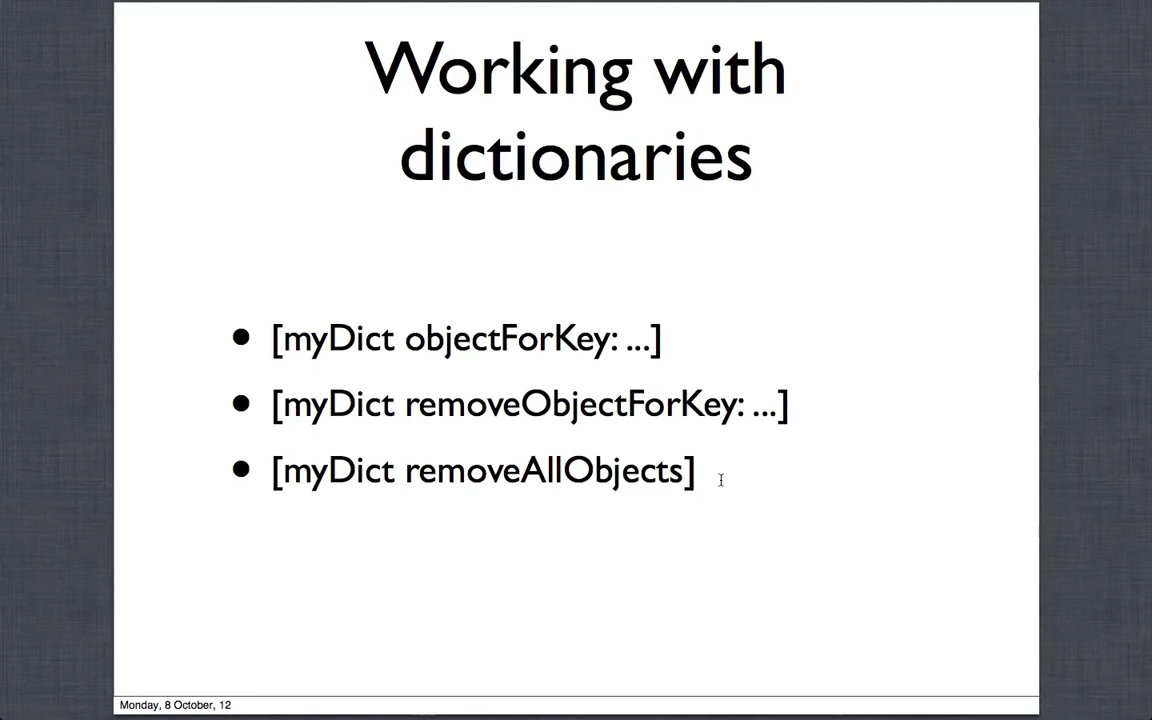 Working with
dictionaries
• [myDict objectForKey: ...]
• [myDict removeObjectForKey: ...]
• [myDict removeAllObjects]
Monday, 8 October, 12